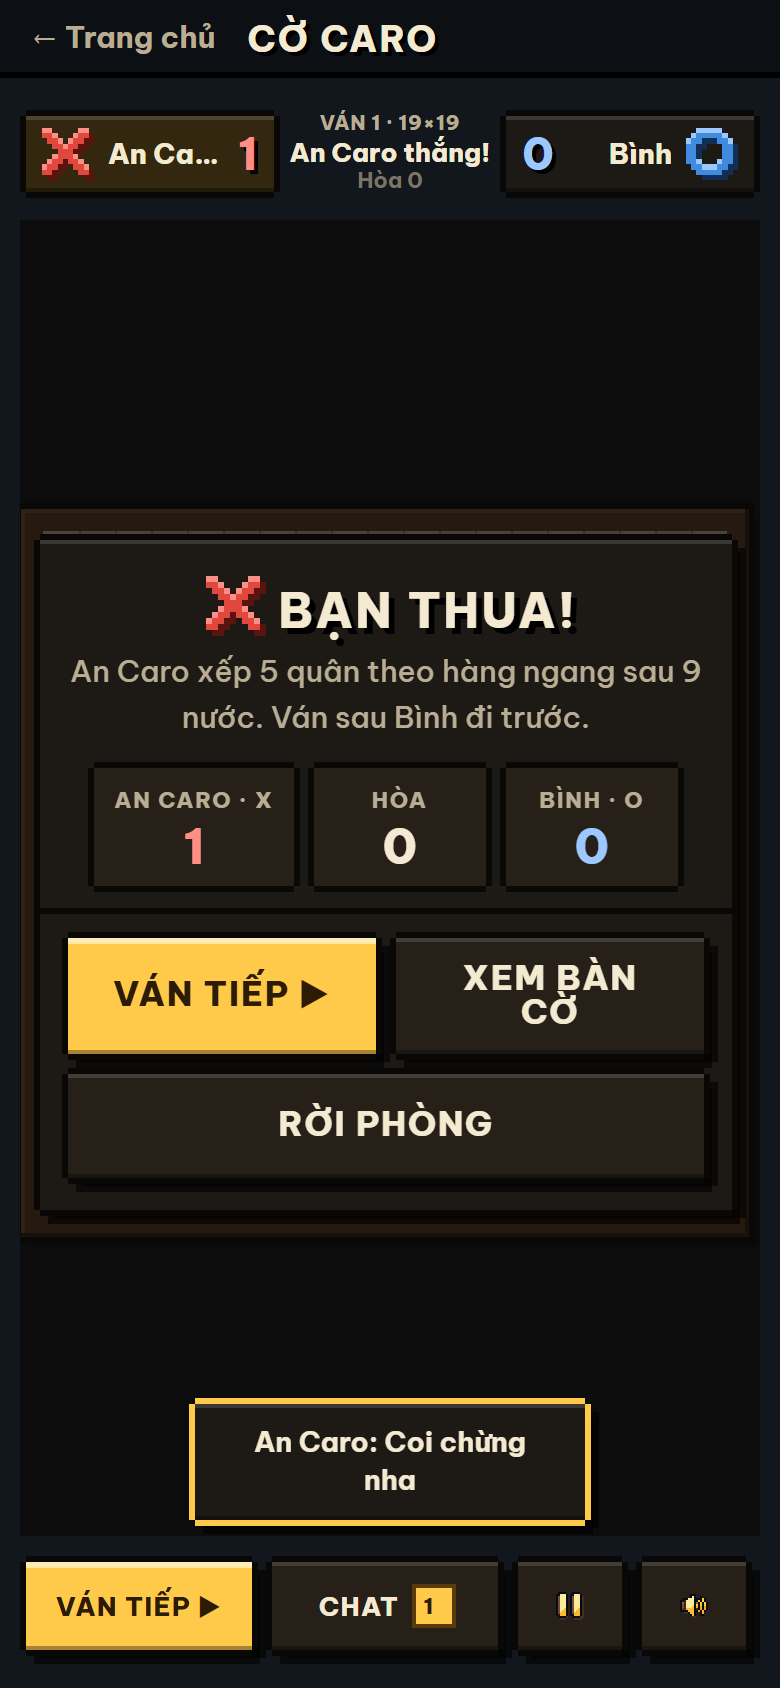 ← Trang chủ CỜ CARO
An Ca... 1
VÁN 1 · 19×19
An Caro thắng!
Hòa 0
0 Bình
BẠN THUA!
An Caro xếp 5 quân theo hàng ngang sau 9
nước. Ván sau Bình đi trước.
AN CARO · X
1
HÒA
0
BÌNH · O
0
VÁN TIẾP ▶
XEM BÀN
CỜ
RỜI PHÒNG
An Caro: Coi chừng
nha
VÁN TIẾP ▶
CHAT 1